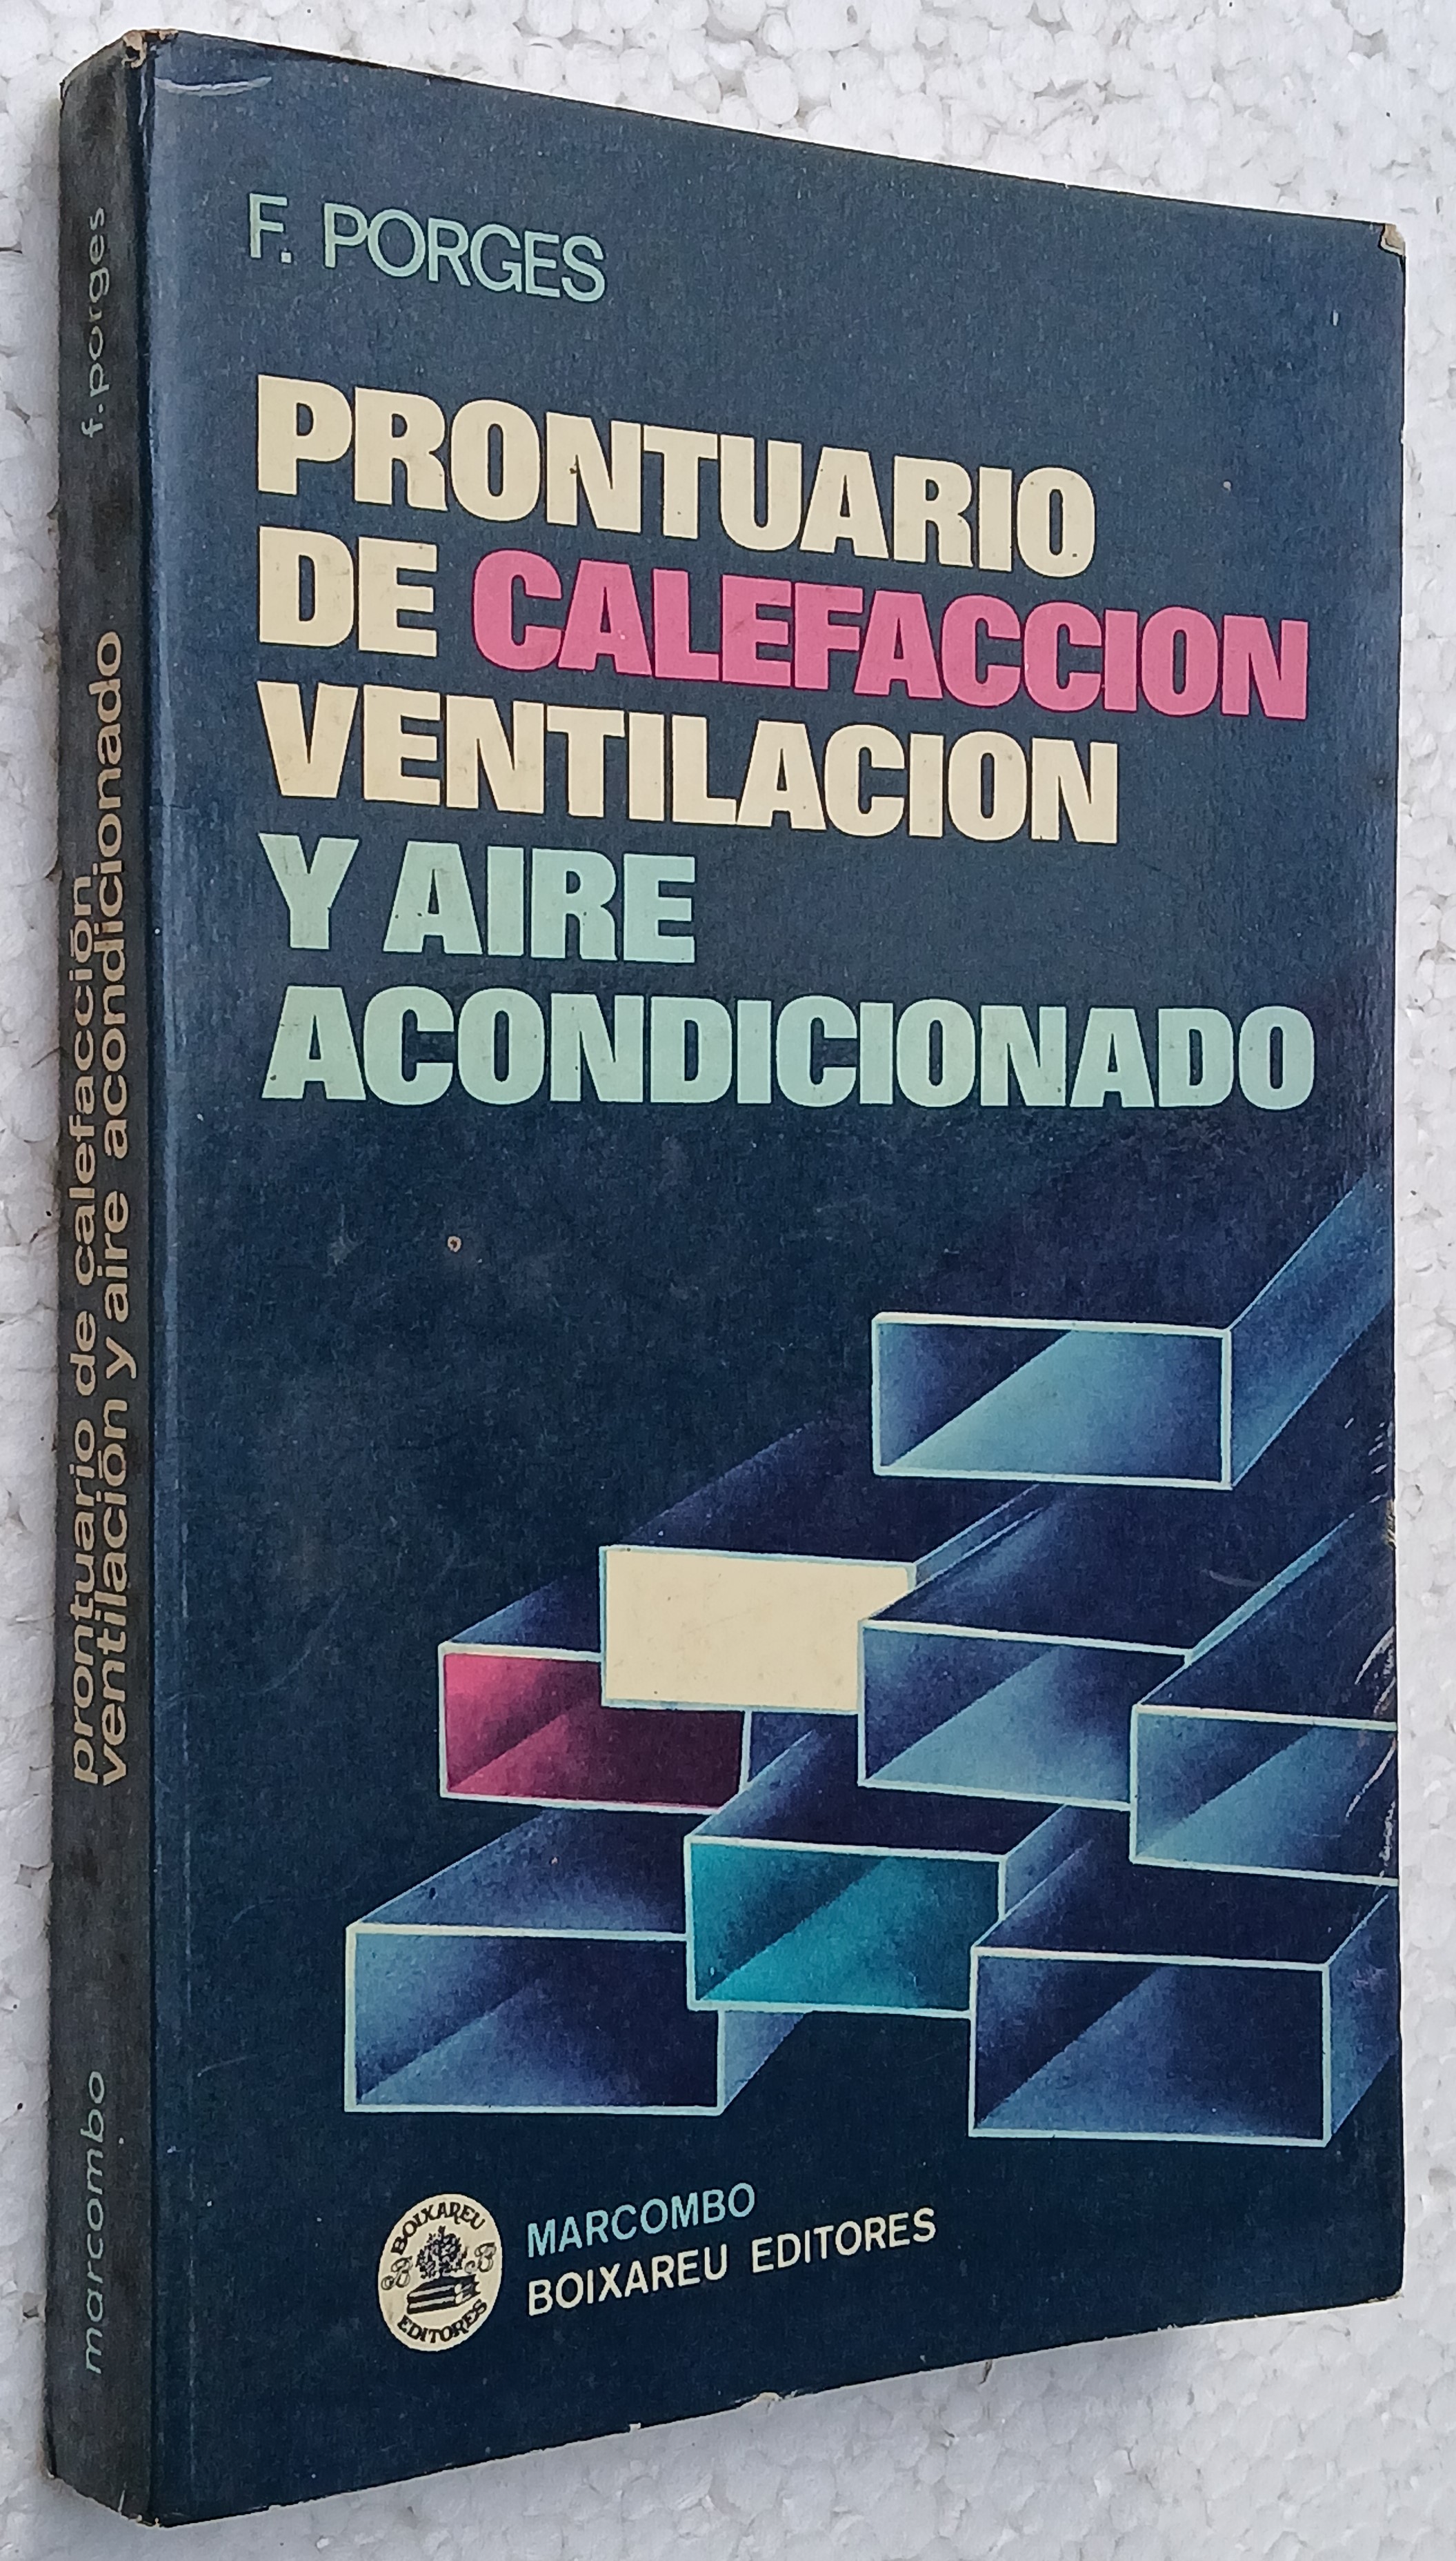 F. PORGES
PRONTUARIO
DE CALEFACCION
VENTILACION
Y AIRE
ACONDICIONADO
BOIXAREU
EDITORES
MARCOMBO
BOIXAREU EDITORES
f. porges
prontuario de calefacción
ventilación y aire acondicionado
marcombo